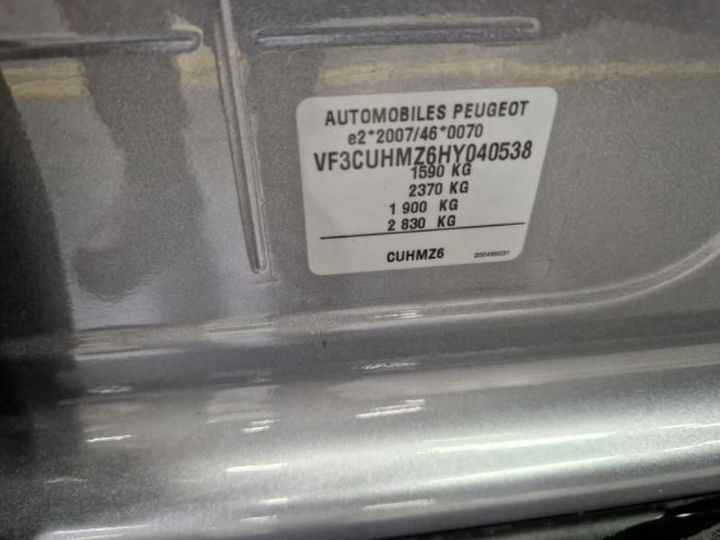 AUTOMOBILES PEUGEOT
e2*2007/46*0070
VF3CUHMZ6HY040538
1590 KG
2370 KG
1 900 KG
2 830 KG
CUHMZ6